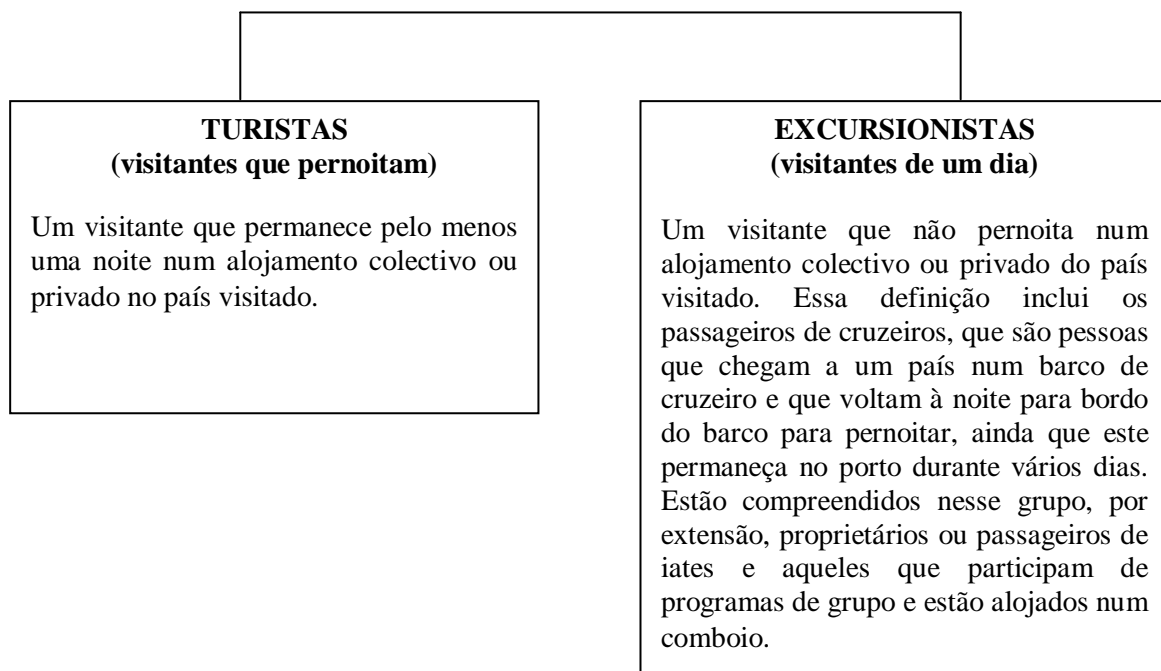 TURISTAS
(visitantes que pernoitam)
Um visitante que permanece pelo menos
uma noite num alojamento colectivo ou
privado no país visitado.
EXCURSIONISTAS
(visitantes de um dia)
Um visitante que não pernoita num
alojamento colectivo ou privado do país
visitado. Essa definição inclui os
passageiros de cruzeiros, que são pessoas
que chegam a um país num barco de
cruzeiro e que voltam à noite para bordo
do barco para pernoitar, ainda que este
permaneça no porto durante vários dias.
Estão compreendidos nesse grupo, por
extensão, proprietários ou passageiros de
iates e aqueles que participam de
programas de grupo e estão alojados num
comboio.